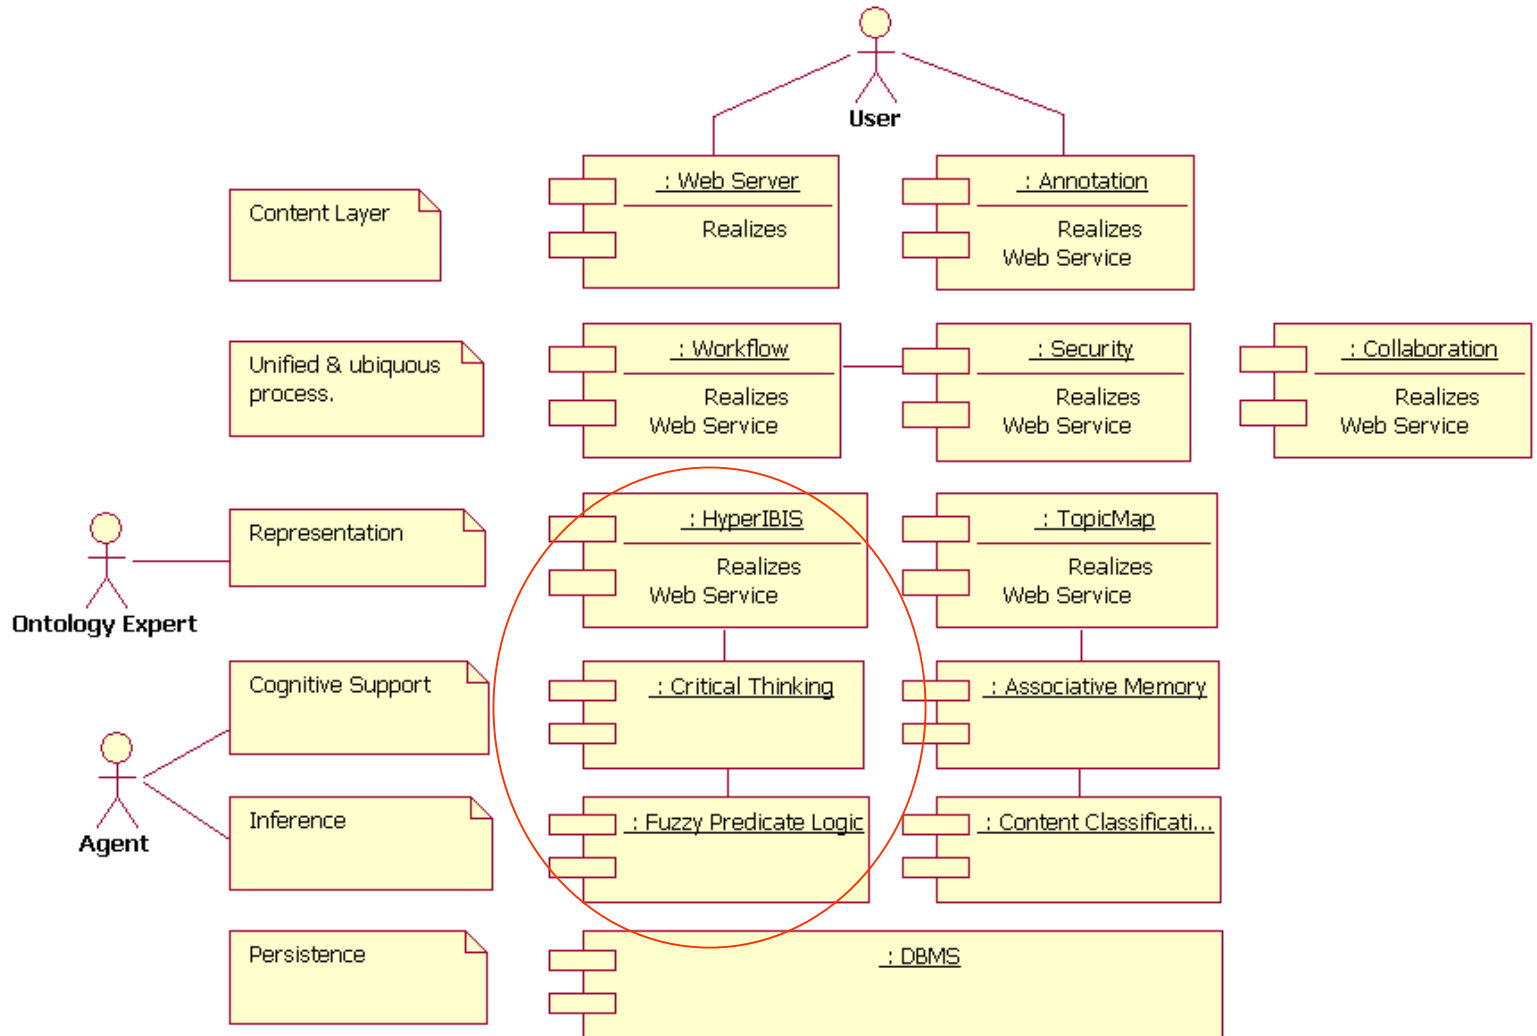 User
Content Layer
: Web Server
Realizes
: Annotation
Realizes
Web Service
Unified & ubiquous
process.
: Workflow
Realizes
Web Service
: Security
Realizes
Web Service
: Collaboration
Realizes
Web Service
Ontology Expert
Representation
: HyperIBIS
Realizes
Web Service
: TopicMap
Realizes
Web Service
Agent
Cognitive Support
: Critical Thinking
: Associative Memory
Inference
: Fuzzy Predicate Logic
: Content Classificati...
Persistence
: DBMS